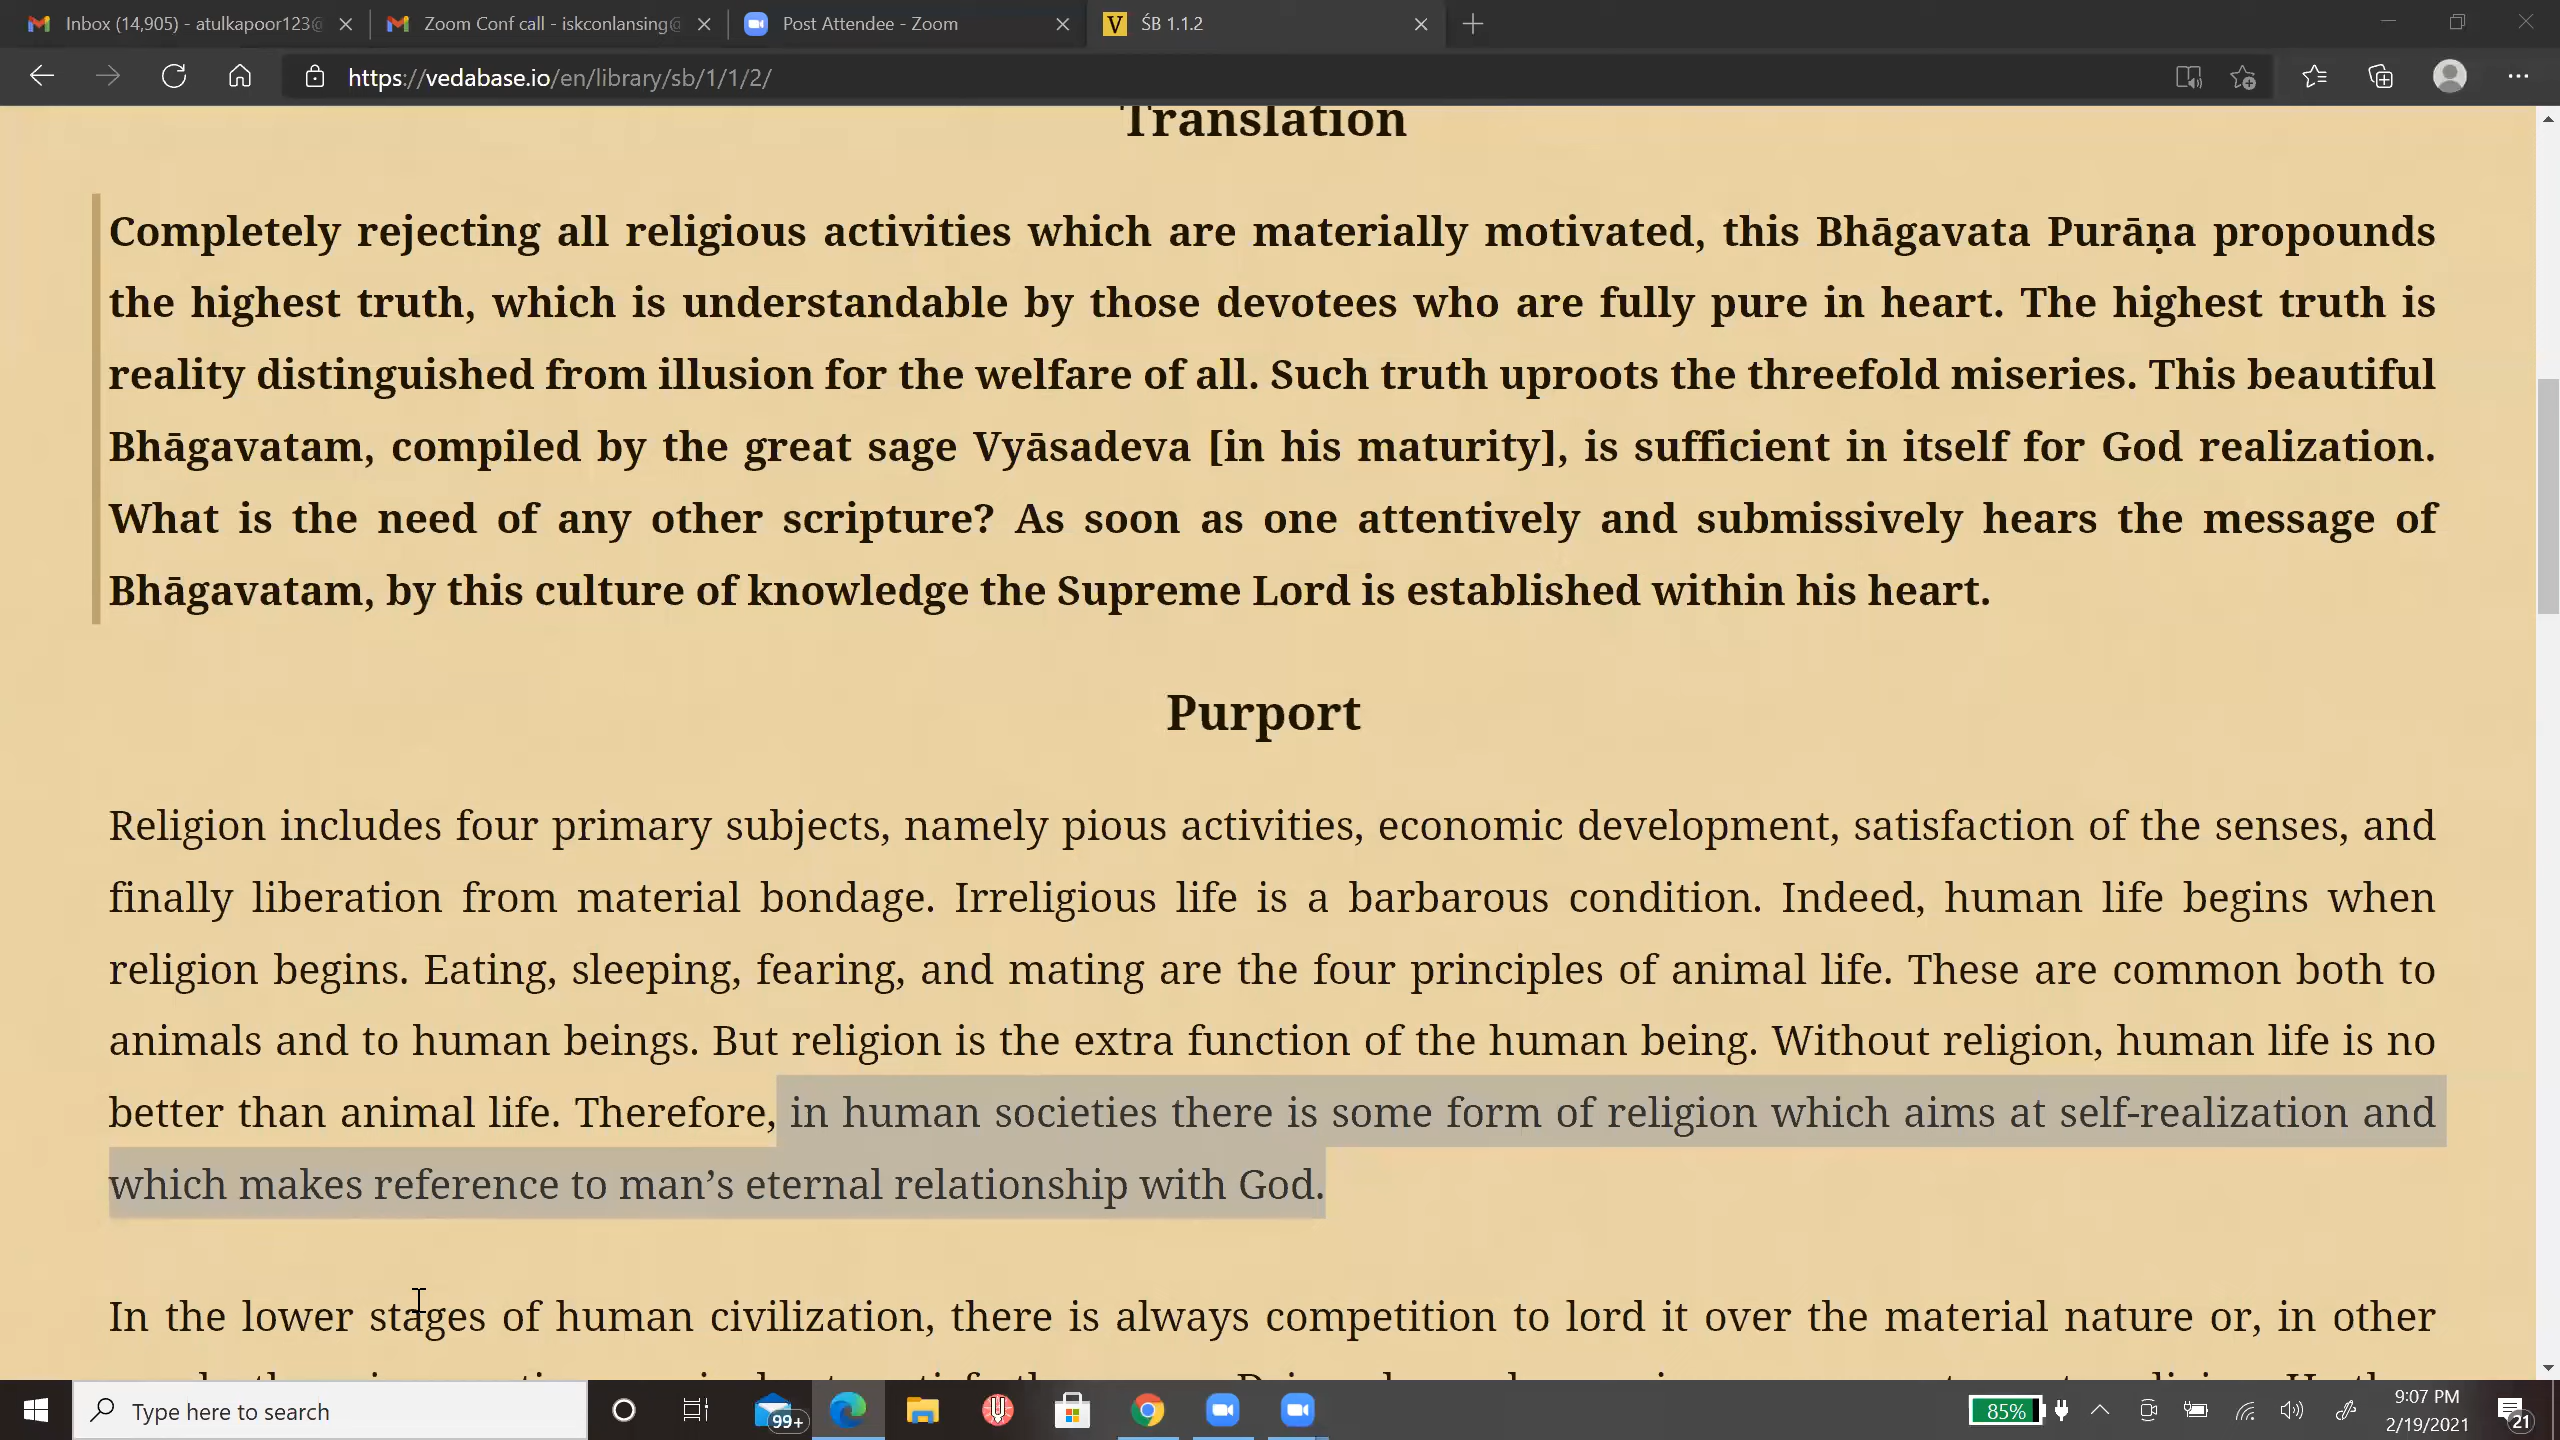 Inbox (14,905) - atulkapoor123@
Zoom Conf call - iskconlansing@
Post Attendee - Zoom
V ŚB 1.1.2
https://vedabase.io/en/library/sb/1/1/2/
Translation
Completely rejecting all religious activities which are materially motivated, this Bhāgavata Purāṇa propounds
the highest truth, which is understandable by those devotees who are fully pure in heart. The highest truth is
reality distinguished from illusion for the welfare of all. Such truth uproots the threefold miseries. This beautiful
Bhāgavatam, compiled by the great sage Vyāsadeva [in his maturity], is sufficient in itself for God realization.
What is the need of any other scripture? As soon as one attentively and submissively hears the message of
Bhāgavatam, by this culture of knowledge the Supreme Lord is established within his heart.
Purport
Religion includes four primary subjects, namely pious activities, economic development, satisfaction of the senses, and
finally liberation from material bondage. Irreligious life is a barbarous condition. Indeed, human life begins when
religion begins. Eating, sleeping, fearing, and mating are the four principles of animal life. These are common both to
animals and to human beings. But religion is the extra function of the human being. Without religion, human life is no
better than animal life. Therefore, in human societies there is some form of religion which aims at self-realization and
which makes reference to man’s eternal relationship with God.
In the lower stages of human civilization, there is always competition to lord it over the material nature or, in other
Type here to search
99+
85%
9:07 PM
2/19/2021
21